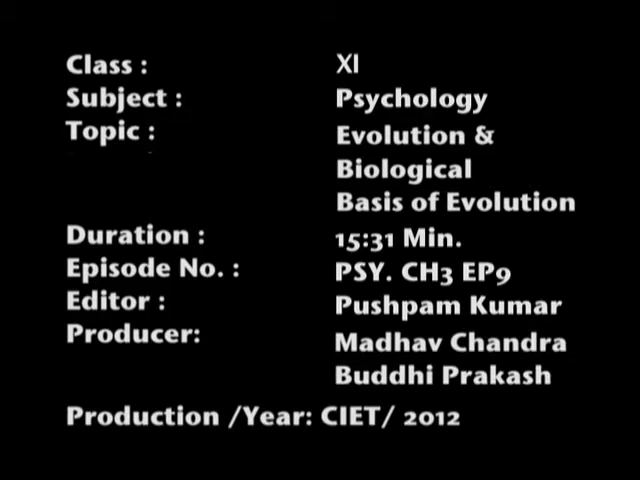 Class : XI
Subject : Psychology
Topic : Evolution &
Biological
Basis of Evolution
Duration : 15:31 Min.
Episode No. : PSY. CH3 EP9
Editor : Pushpam Kumar
Producer: Madhav Chandra
Buddhi Prakash
Production /Year: CIET/ 2012